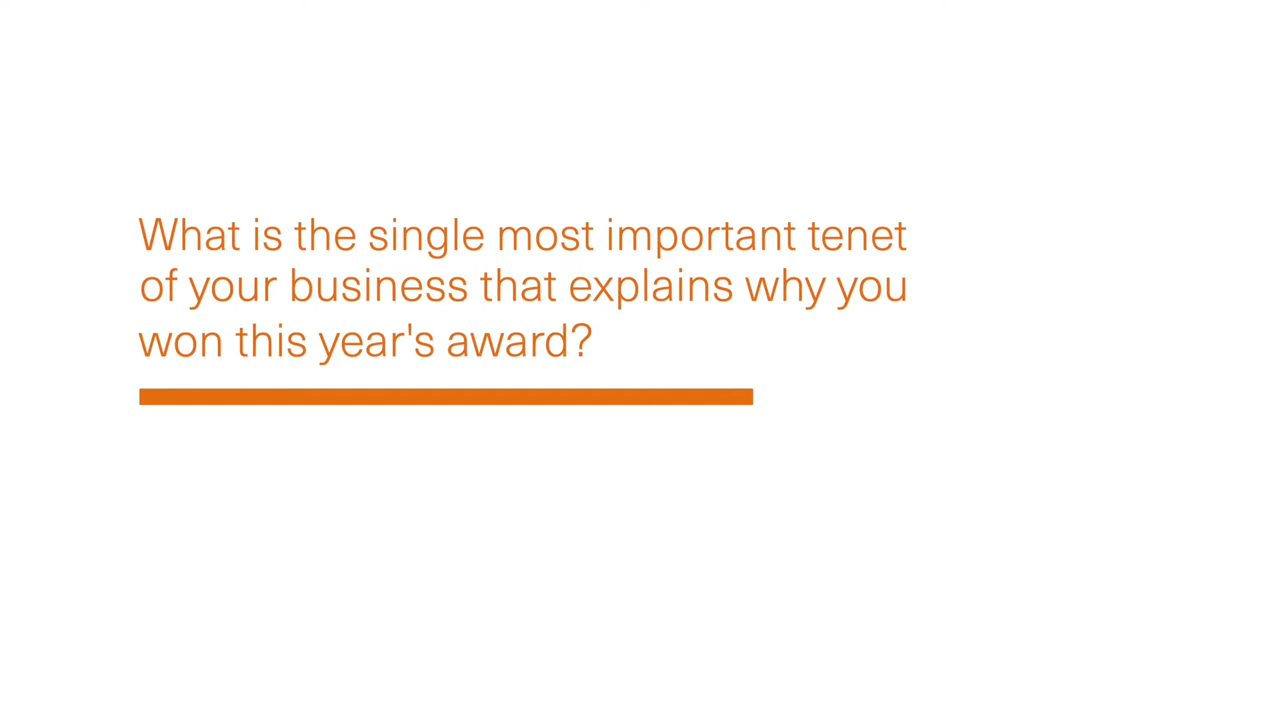 What is the single most important tenet
of your business that explains why you
won this year's award?